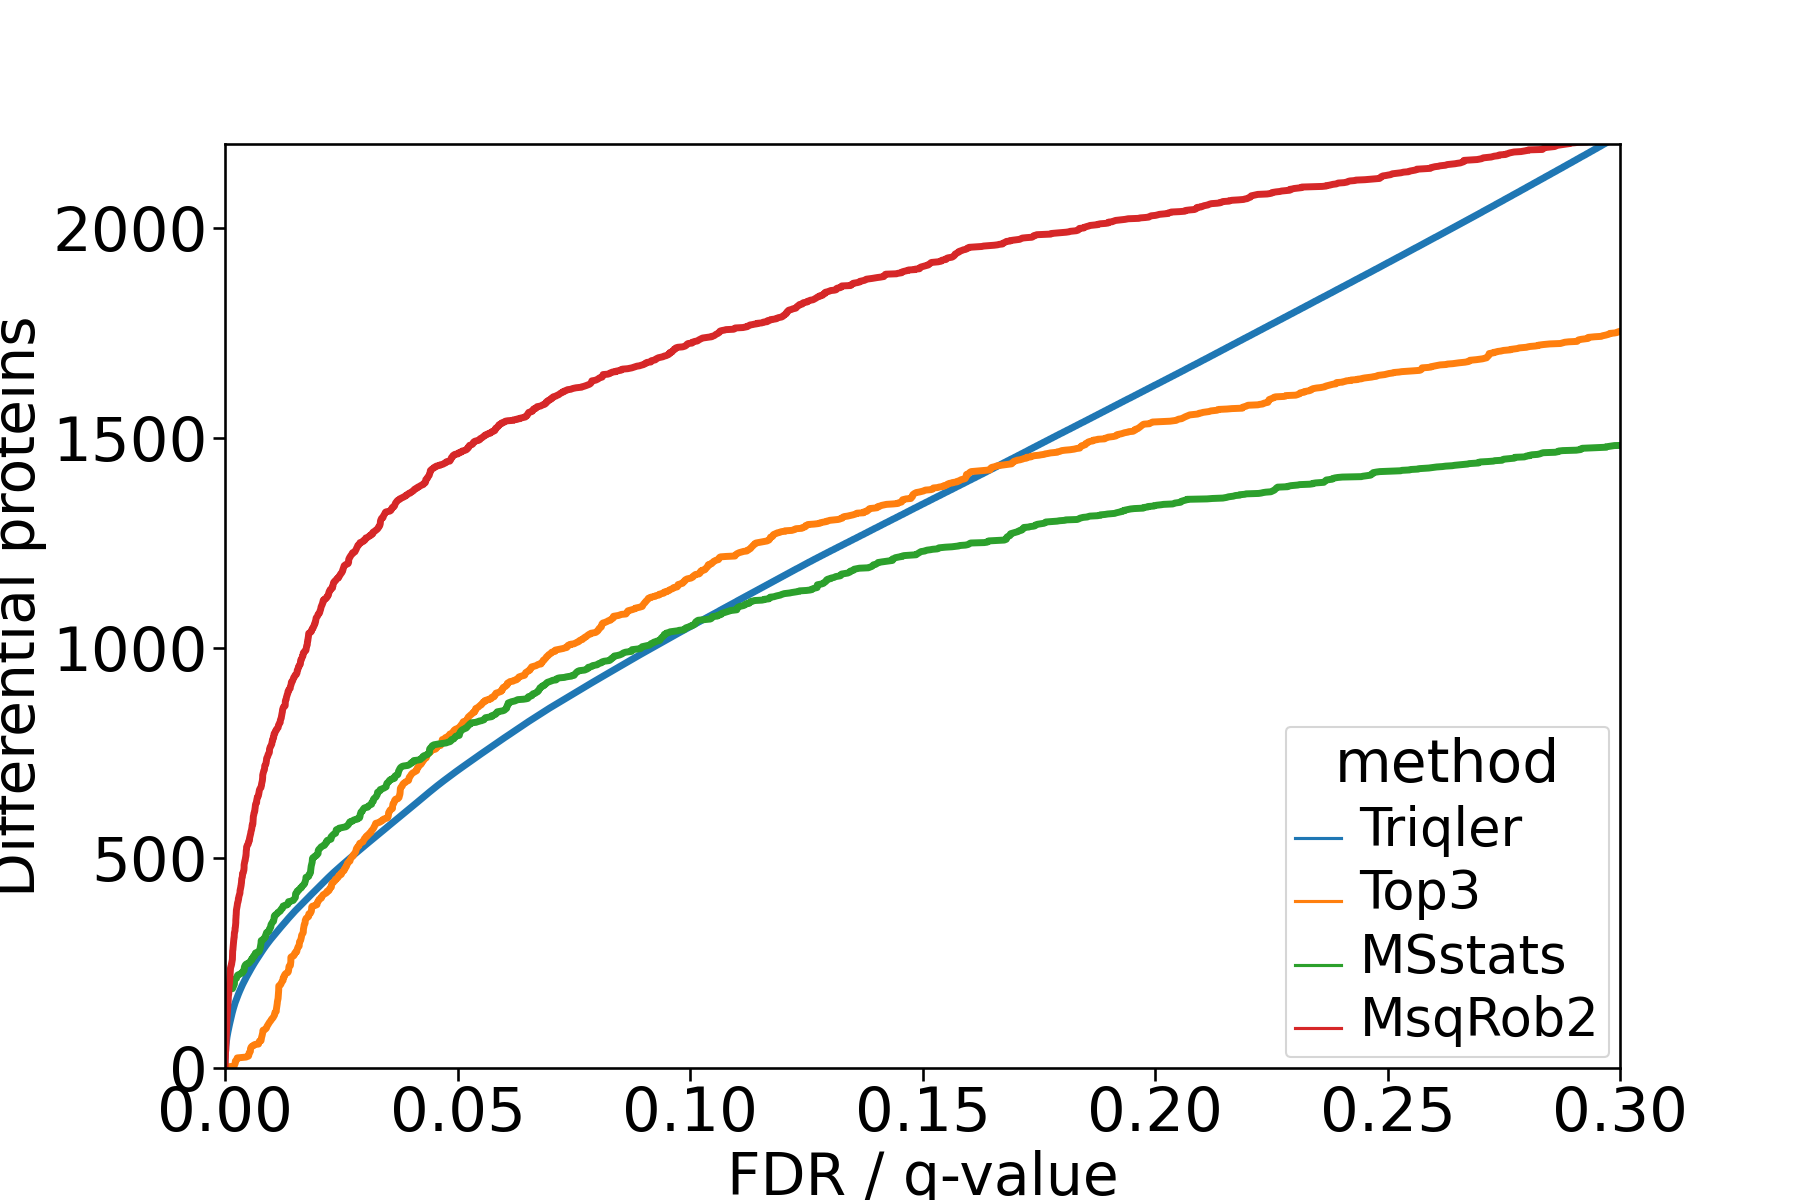 Differential proteins
2000
1500
1000
500
0
0.00 0.05 0.10 0.15 0.20 0.25 0.30
FDR / q-value
method
Triqler
Top3
MSstats
MsqRob2